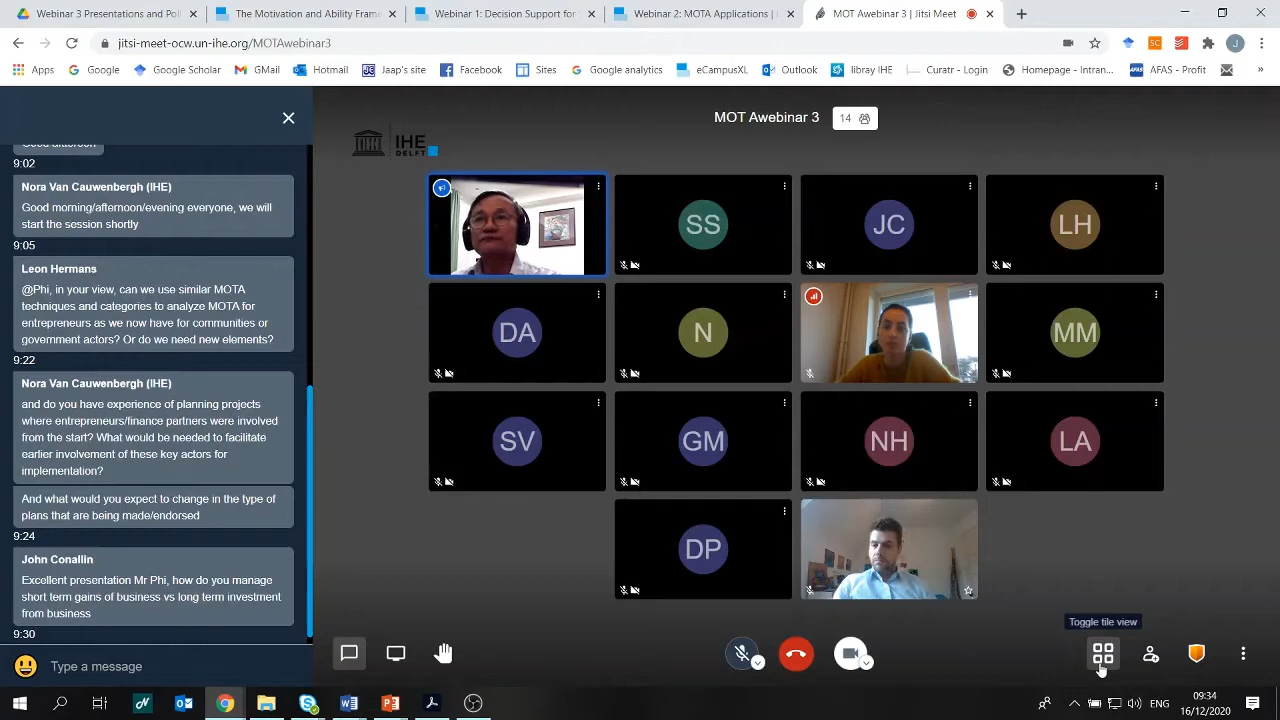 Webinar 3 Presentations and Poll
The Motivation and Ability Frame
Webinar 1: Decision Support for
Webinar 2: MOTA Applications |
MOTA Webinar 3 | Jitsi Meet
jitsi-meet-ocw.un-ihe.org/MOTAwebinar3
J
SC
Apps
Google
Google Scholar
GMail
Hotmail
Jaap's site
Facebook
Sites
Google analytics
eCampusXL
Outlook
libray IHE
Curatr - Login
Homepage - Intran...
AFAS - Profit
»
MOT Awebinar 3
14
IHE
DELFT
9:02
Nora Van Cauwenbergh (IHE)
Good morning/afternoon/evening everyone, we will
start the session shortly
9:05
Leon Hermans
@Phi, in your view, can we use similar MOTA
techniques and categories to analyze MOTA for
entrepreneurs as we now have for communities or
government actors? Or do we need new elements?
9:22
Nora Van Cauwenbergh (IHE)
and do you have experience of planning projects
where entrepreneurs/finance partners were involved
from the start? What would be needed to facilitate
earlier involvement of these key actors for
implementation?
And what would you expect to change in the type of
plans that are being made/endorsed
9:24
John Conallin
Excellent presentation Mr Phi, how do you manage
short term gains of business vs long term investment
from business
9:30
Type a message
SS
JC
LH
DA
N
MM
SV
GM
NH
LA
DP
Toggle tile view
ENG
09:34
16/12/2020